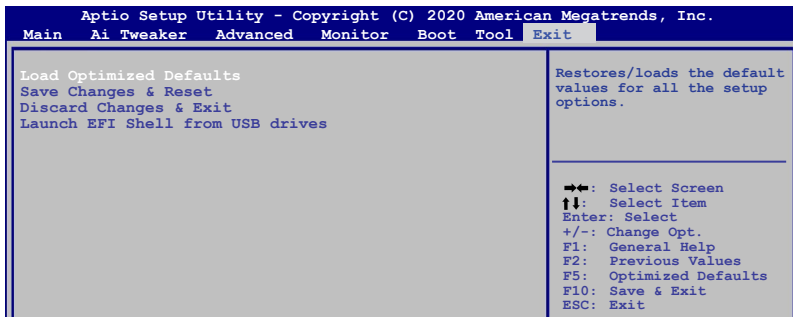 Aptio Setup Utility - Copyright (C) 2020 American Megatrends, Inc.
Main Ai Tweaker Advanced Monitor Boot Tool Exit
Load Optimized Defaults
Save Changes & Reset
Discard Changes & Exit
Launch EFI Shell from USB drives
Restores/loads the default
values for all the setup
options.
→←: Select Screen
↑↓: Select Item
Enter: Select
+/-: Change Opt.
F1: General Help
F2: Previous Values
F5: Optimized Defaults
F10: Save & Exit
ESC: Exit